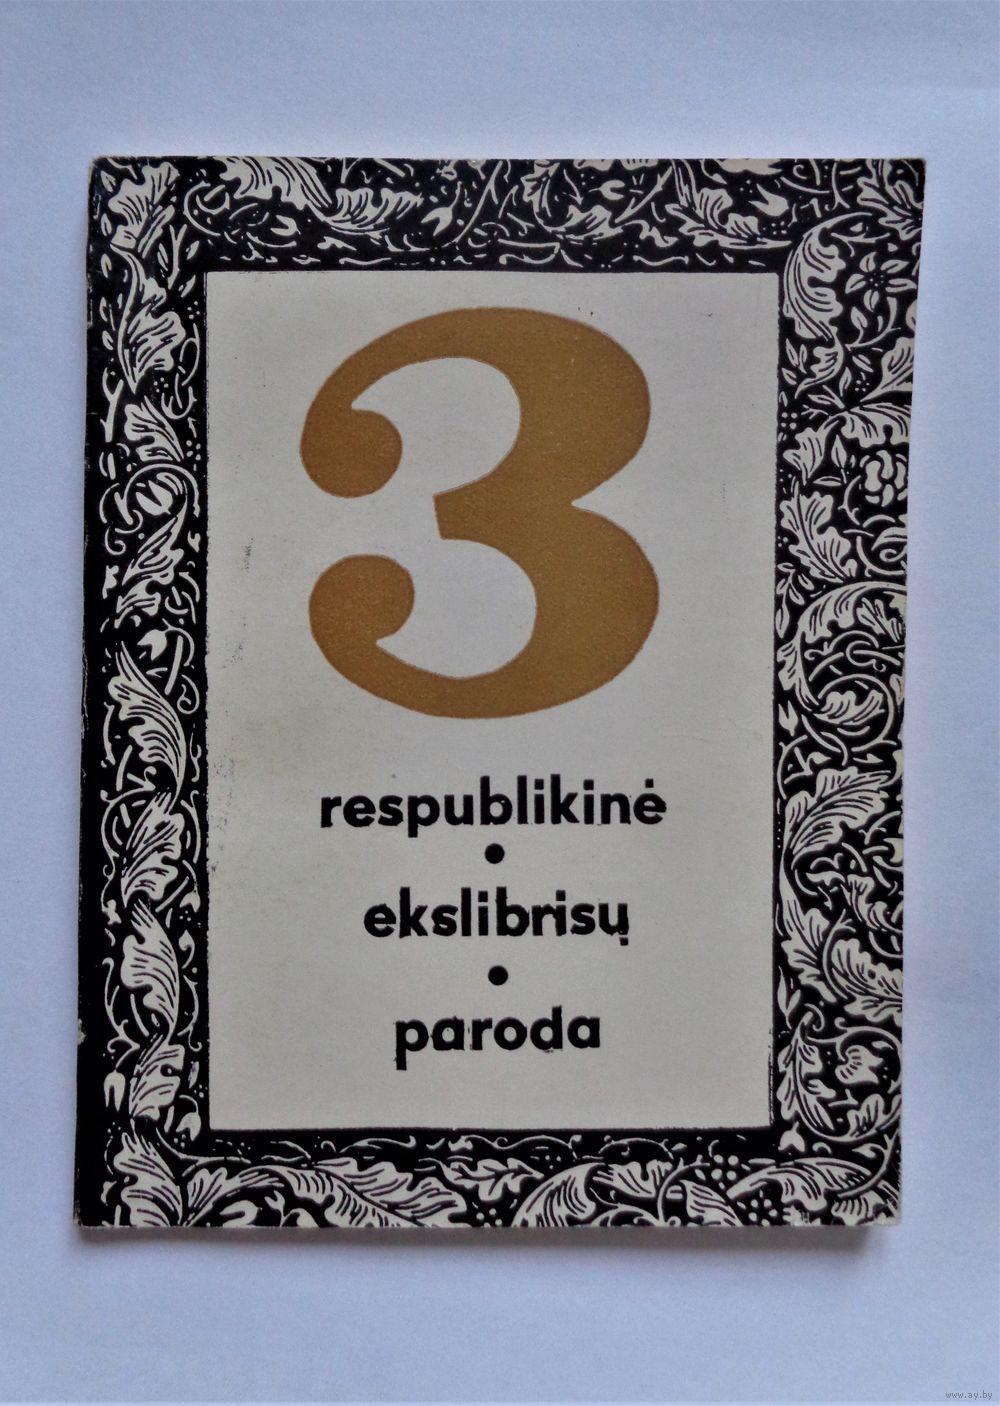 3
respublikinė
•
ekslibrisų
•
paroda
www.ay.by